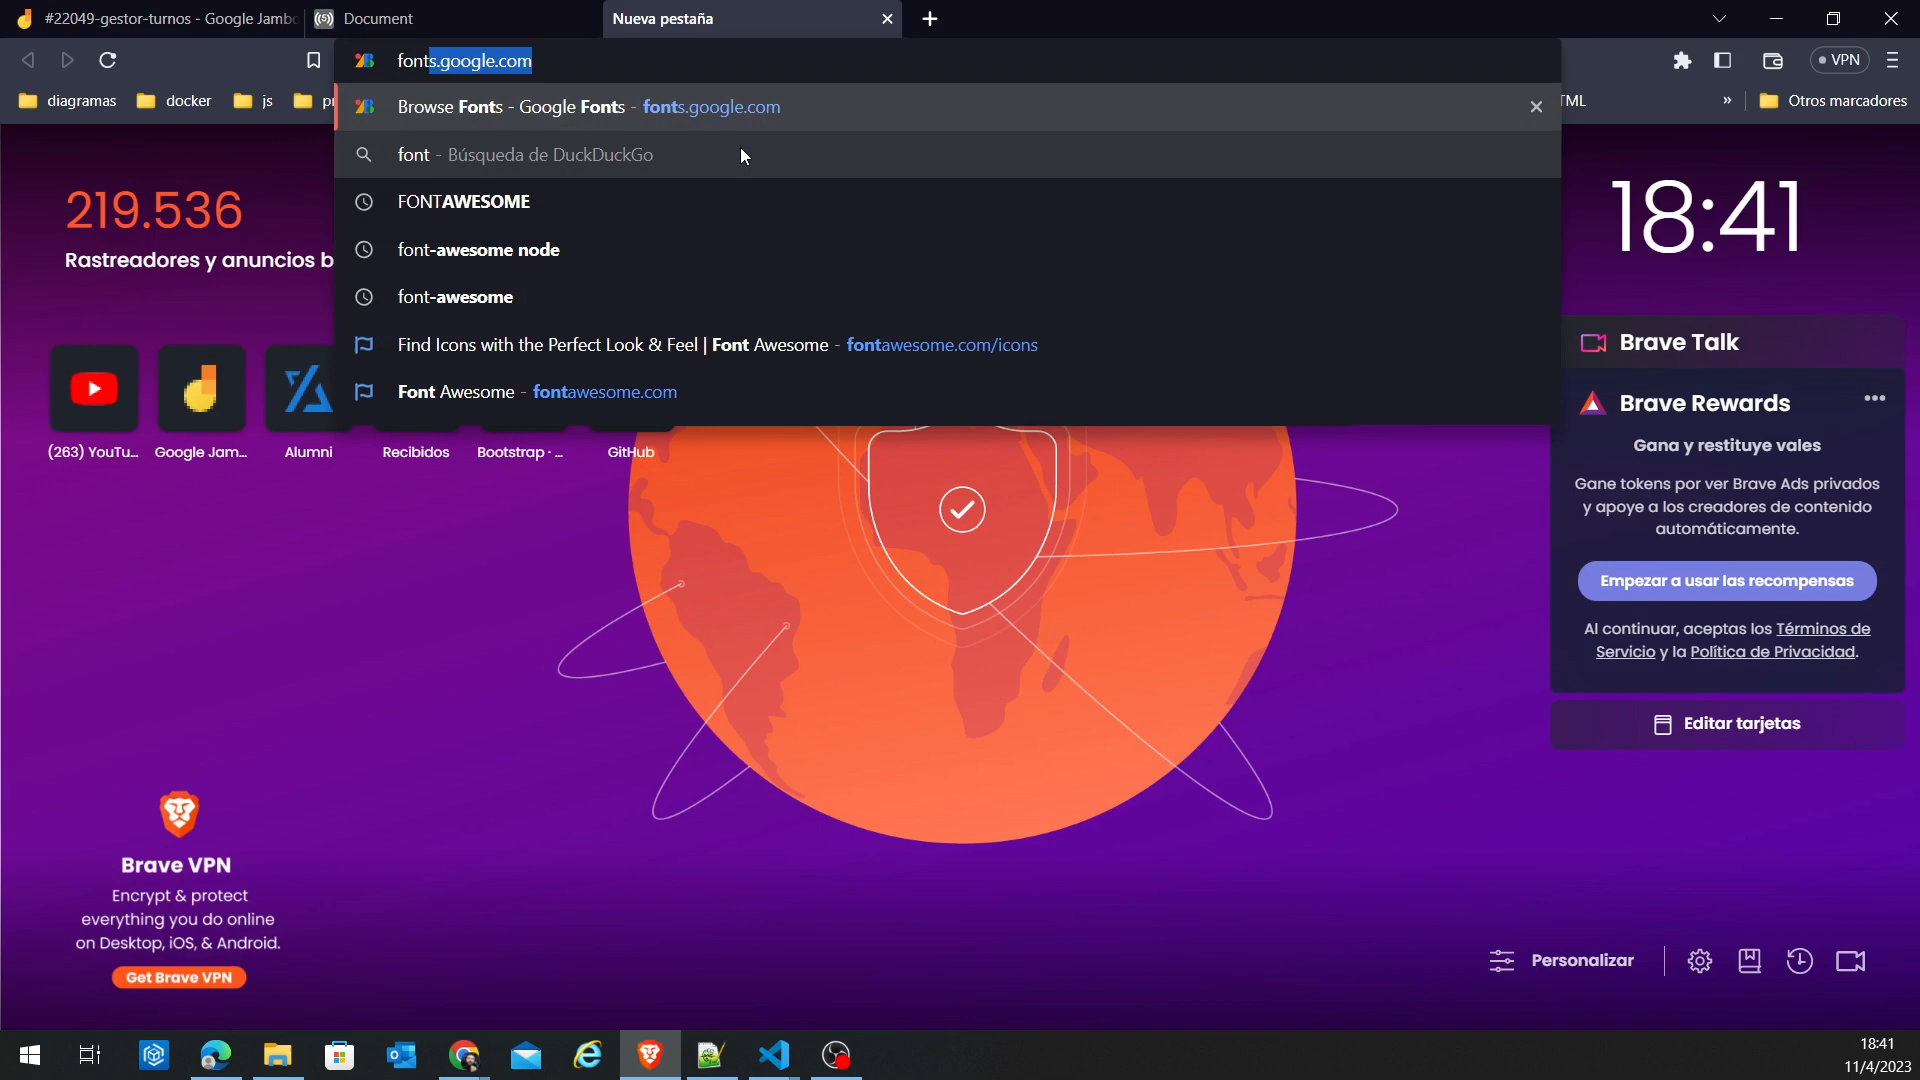 #22049-gestor-turnos - Google Jambo
Document
Nueva pestaña
fonts.google.com
VPN
diagramas
docker
js
Browse Fonts - Google Fonts - fonts.google.com
TML
»
Otros marcadores
font - Búsqueda de DuckDuckGo
FONTAWESOME
font-awesome node
font-awesome
Find Icons with the Perfect Look & Feel | Font Awesome - fontawesome.com/icons
Font Awesome - fontawesome.com
219.536
Rastreadores y anuncios b
18:41
(263) YouTu...
Google Jam...
Alumni
Recibidos
Bootstrap · ...
GitHub
Brave Talk
Brave Rewards
Gana y restituye vales
Gane tokens por ver Brave Ads privados
y apoye a los creadores de contenido
automáticamente.
Empezar a usar las recompensas
Al continuar, aceptas los Términos de
Servicio y la Política de Privacidad.
Editar tarjetas
Brave VPN
Encrypt & protect
everything you do online
on Desktop, iOS, & Android.
Get Brave VPN
Personalizar
18:41
11/4/2023